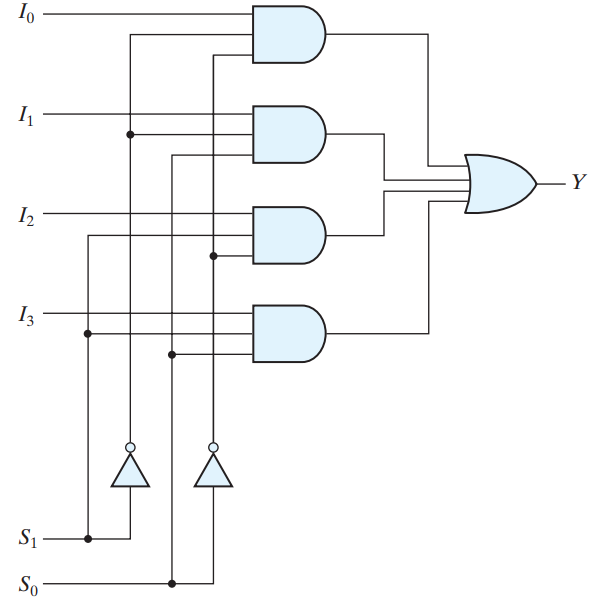 I₀
I₁
I₂
I₃
Y
S₁
S₀